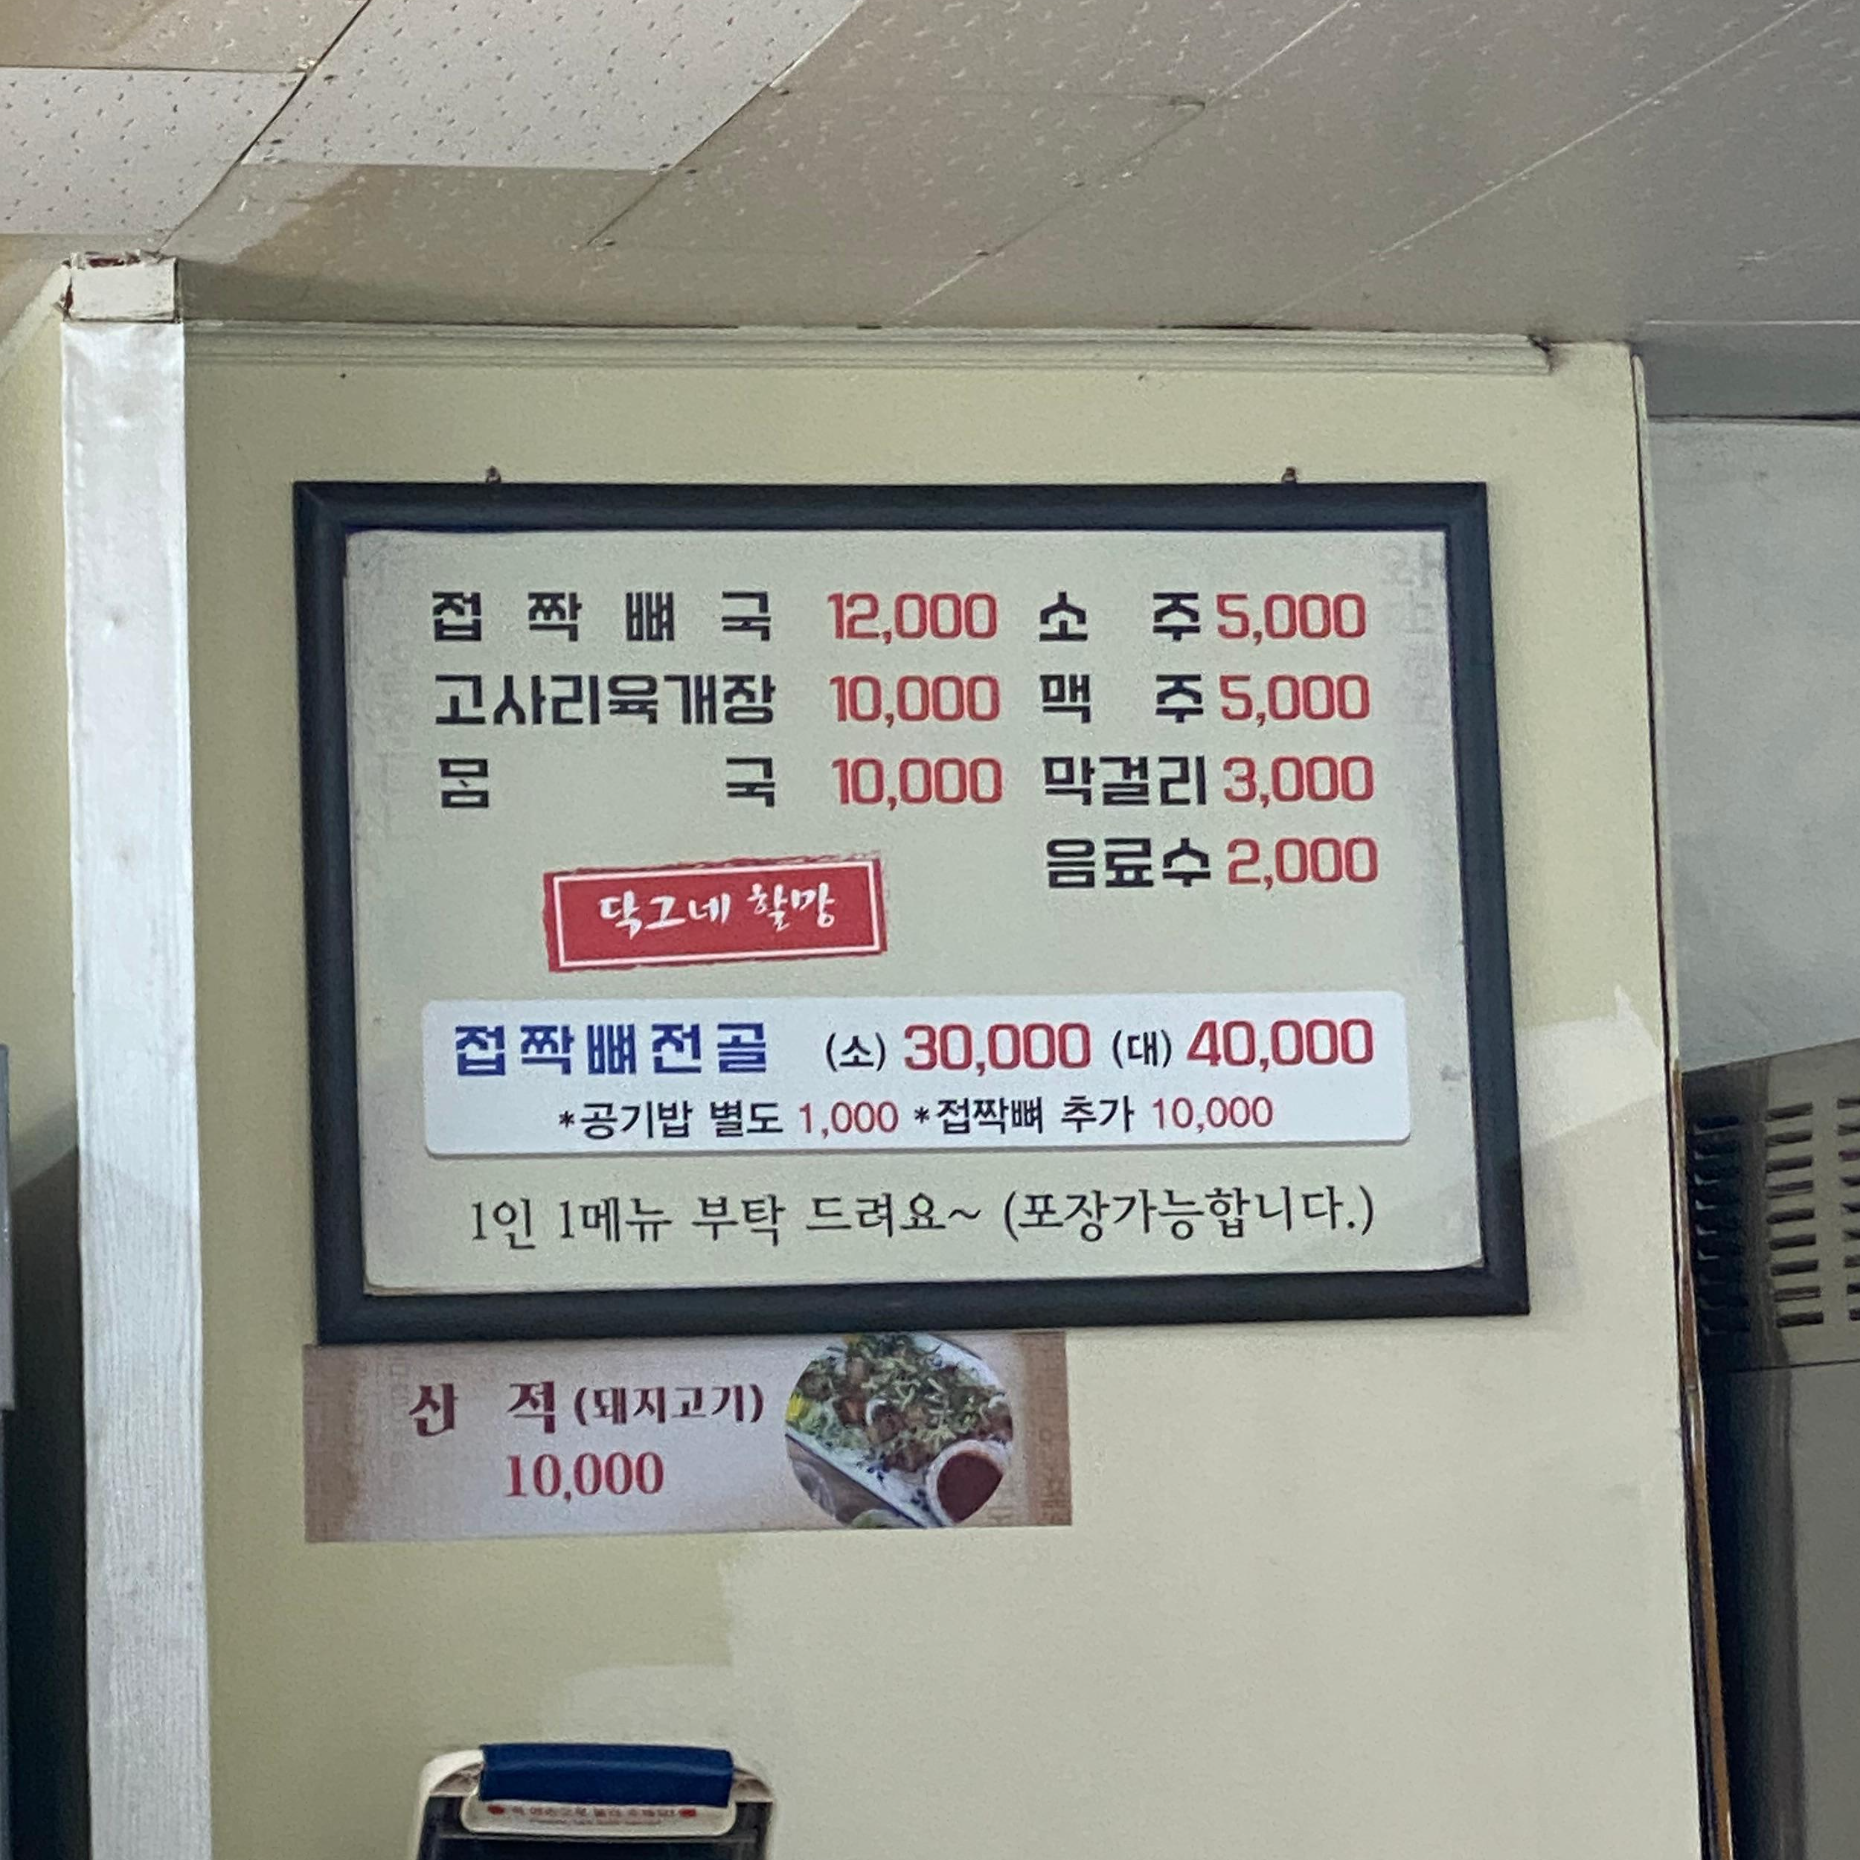 접짝뼈국 12,000 소주 5,000
고사리육개장 10,000 맥주 5,000
몸국 10,000 막걸리 3,000
음료수 2,000
닥그네 할망
접짝뼈전골 (소) 30,000 (대) 40,000
*공기밥 별도 1,000 *접짝뼈 추가 10,000
1인 1메뉴 부탁 드려요~ (포장가능합니다.)
산적 (돼지고기)
10,000